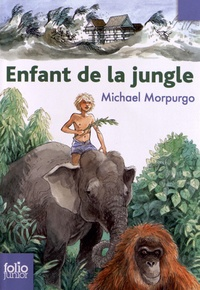 Enfant de la jungle
Michael Morpurgo
folio
junior